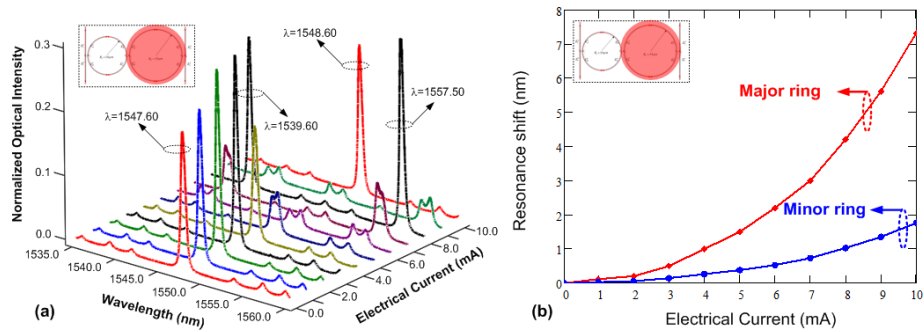 (a)
0.3
0.2
0.1
0.0
Normalized Optical Intensity
λ=1547.60
λ=1539.60
λ=1548.60
λ=1557.50
1535.0
1540.0
1545.0
1550.0
1555.0
1560.0
Wavelength (nm)
0.0
2.0
4.0
6.0
8.0
10.0
Electrical Current (mA)
(b)
8
7
6
5
4
3
2
1
0
Resonance shift (nm)
Major ring
Minor ring
0 1 2 3 4 5 6 7 8 9 10
Electrical Current (mA)